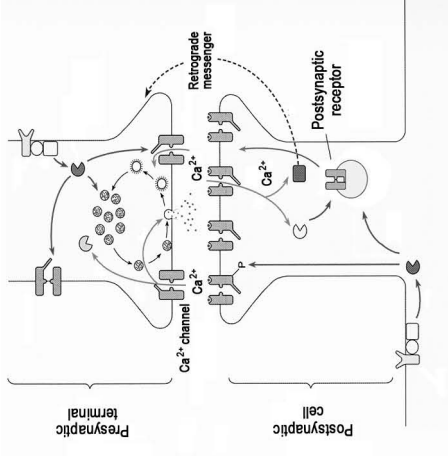 Retrograde
messenger
Postsynaptic
receptor
Ca2+
Ca2+
Ca2+
Ca2+ channel
P
Presynaptic
terminal
Postsynaptic
cell